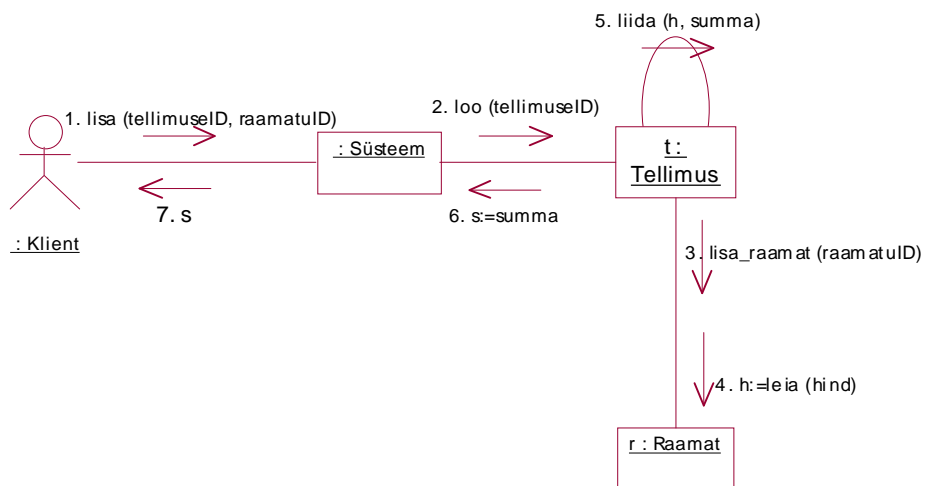 5. liida (h, summa)
1. lisa (tellimuseID, raamatuID)
2. loo (tellimuseID)
: Süsteem
t :
Tellimus
7. s
6. s:=summa
: Klient
3. lisa_raamat (raamatuID)
4. h:=leia (hind)
r : Raamat